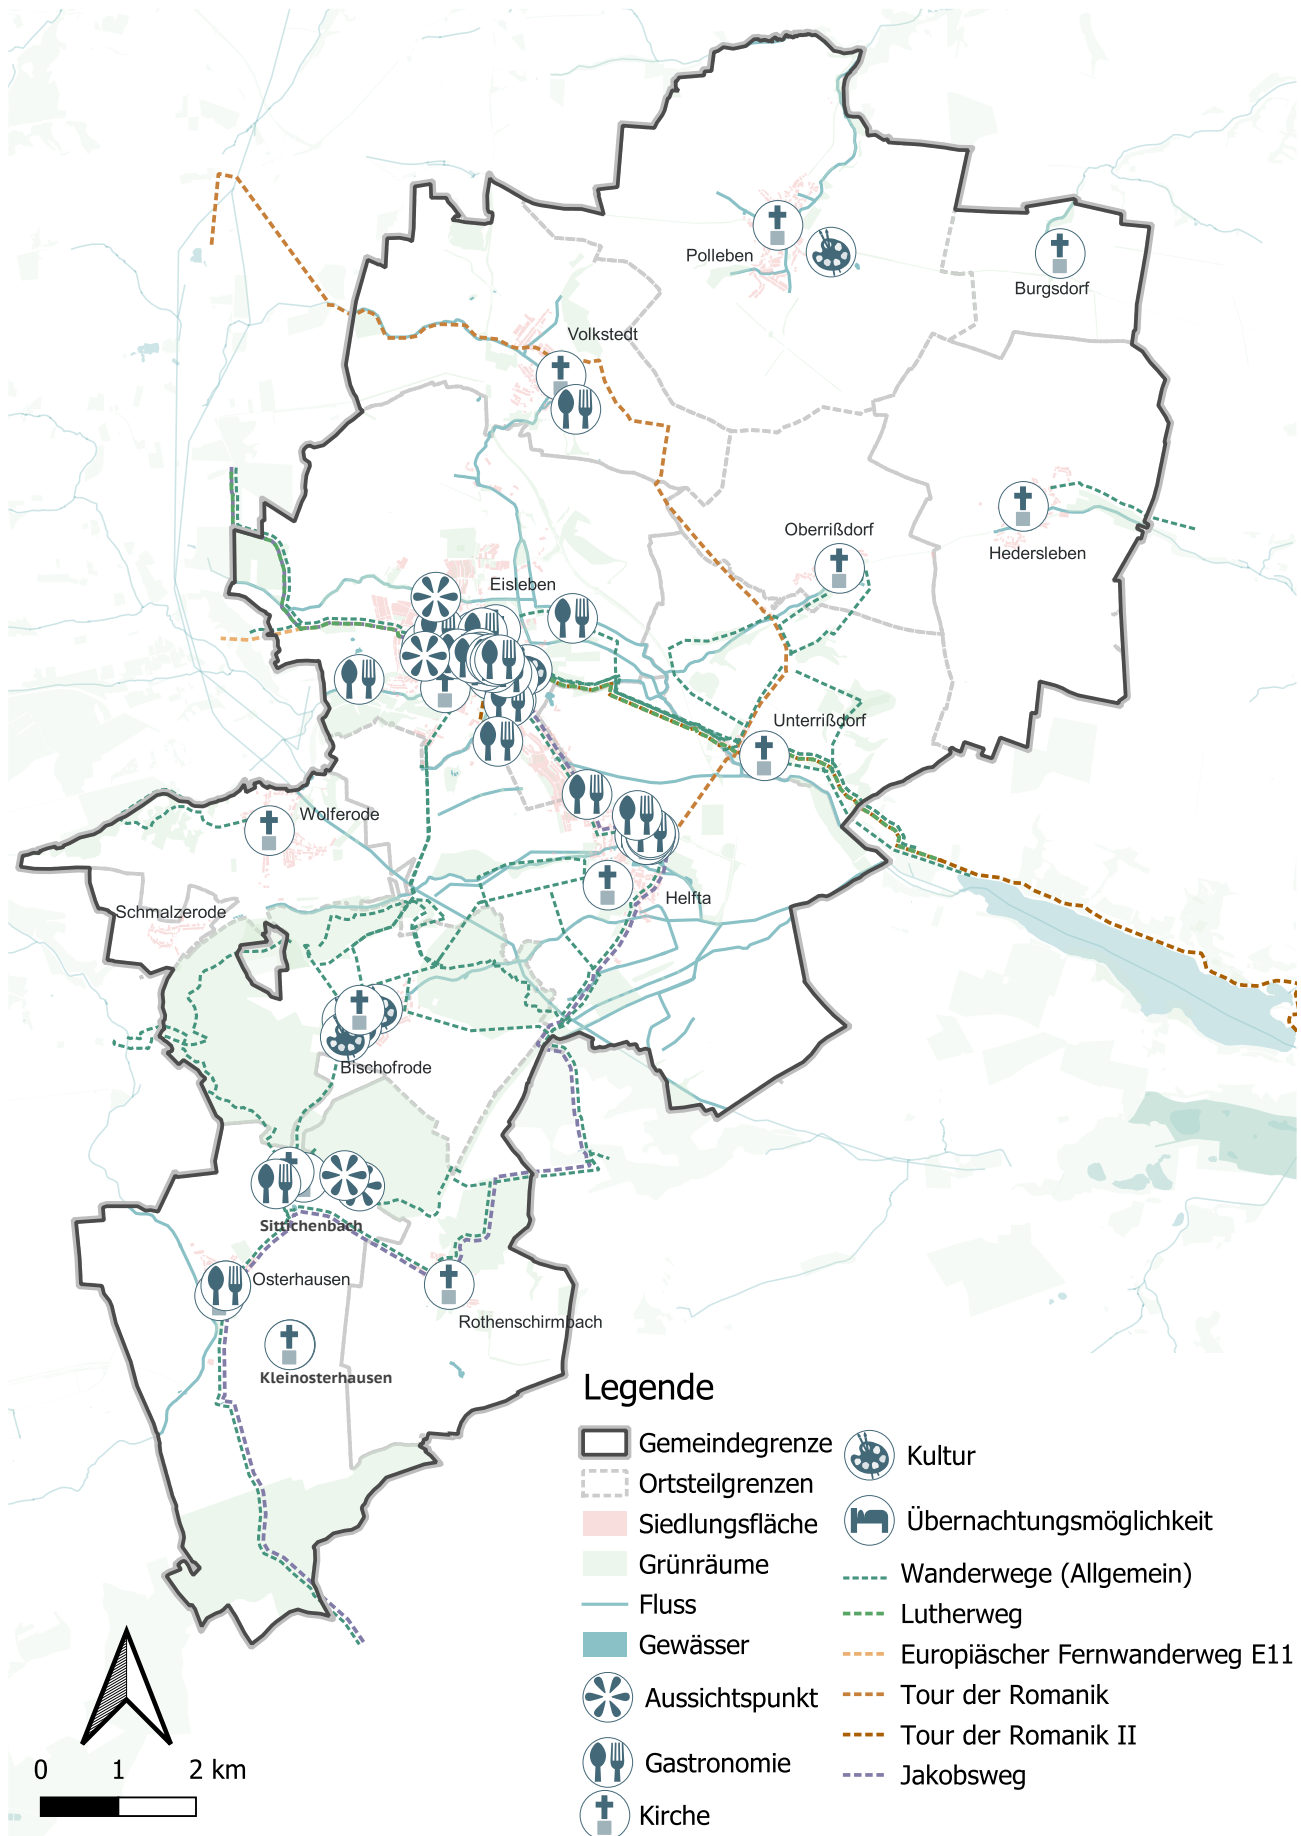 Polleben
Burgsdorf
Volkstedt
Oberrißdorf
Hedersleben
Eisleben
Unterrißdorf
Wolferode
Helfta
Schmalzerode
Bischofrode
Sittichenbach
Osterhausen
Rothenschirmbach
Kleinosterhausen
Legende
Gemeindegrenze
Ortsteilgrenzen
Siedlungsfläche
Grünräume
Fluss
Gewässer
Aussichtspunkt
Gastronomie
Kirche
Kultur
Übernachtungsmöglichkeit
Wanderwege (Allgemein)
Lutherweg
Europiäscher Fernwanderweg E11
Tour der Romanik
Tour der Romanik II
Jakobsweg
0 1 2 km